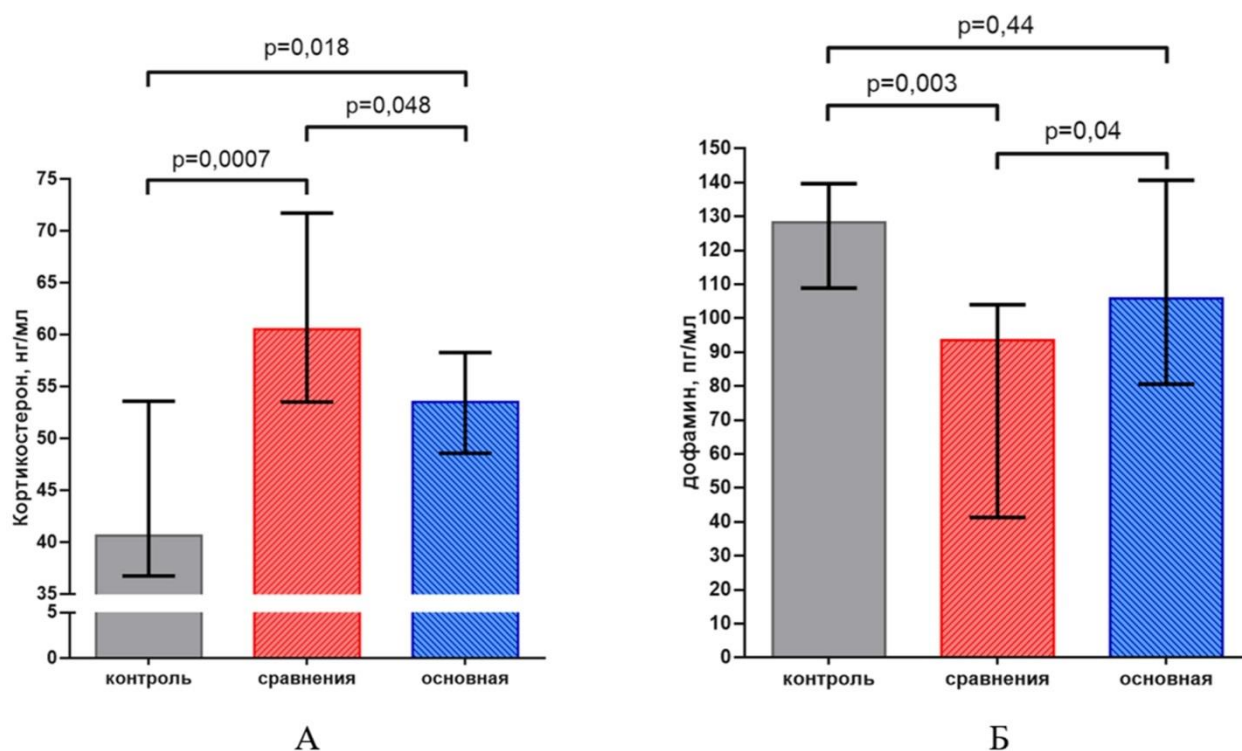 p=0,018
p=0,048
p=0,0007
75
70
65
60
55
50
45
40
35
5
0
Кортикостерон, нг/мл
контроль
сравнения
основная
А
p=0,44
p=0,003
p=0,04
150
140
130
120
110
100
90
80
70
60
50
40
30
20
10
0
дофамин, пг/мл
контроль
сравнения
основная
Б